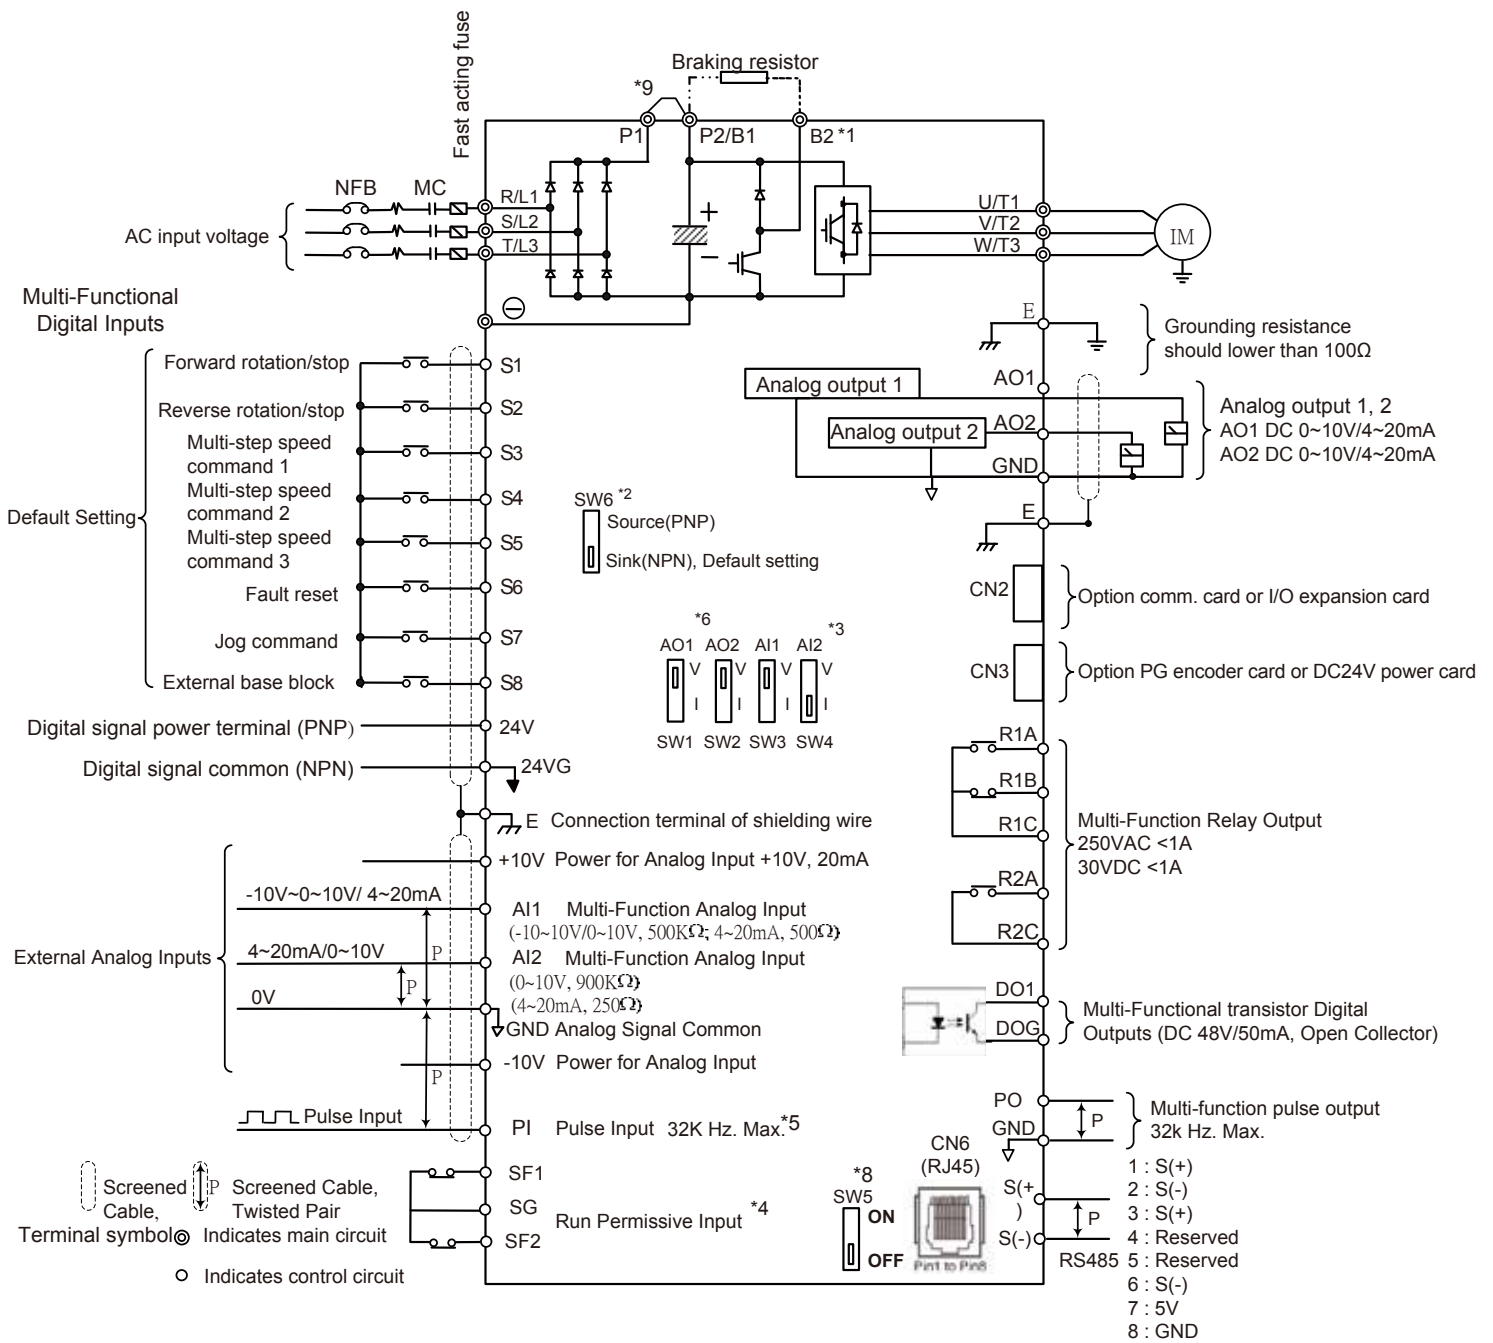 Fast acting fuse
Braking resistor
*9
P1
P2/B1
B2 *1
NFB
MC
R/L1
S/L2
T/L3
AC input voltage
+
−
U/T1
V/T2
W/T3
IM
Multi-Functional
Digital Inputs
Default Setting
Forward rotation/stop
S1
Reverse rotation/stop
S2
Multi-step speed
command 1
S3
Multi-step speed
command 2
S4
Multi-step speed
command 3
S5
Fault reset
S6
Jog command
S7
External base block
S8
Digital signal power terminal (PNP)
24V
Digital signal common (NPN)
24VG
E Connection terminal of shielding wire
SW6 *2
Source(PNP)
Sink(NPN), Default setting
*6
*3
AO1 AO2 AI1 AI2
V V V V
I I I I
SW1 SW2 SW3 SW4
E
Grounding resistance
should lower than 100Ω
AO1
Analog output 1
AO2
Analog output 2
GND
Analog output 1, 2
AO1 DC 0~10V/4~20mA
AO2 DC 0~10V/4~20mA
E
CN2
Option comm. card or I/O expansion card
CN3
Option PG encoder card or DC24V power card
R1A
R1B
R1C
Multi-Function Relay Output
250VAC <1A
30VDC <1A
R2A
R2C
External Analog Inputs
+10V Power for Analog Input +10V, 20mA
-10V~0~10V/ 4~20mA
AI1 Multi-Function Analog Input
(-10~10V/0~10V, 500KΩ; 4~20mA, 500Ω)
4~20mA/0~10V
P
P
AI2 Multi-Function Analog Input
(0~10V, 900KΩ)
(4~20mA, 250Ω)
0V
GND Analog Signal Common
-10V Power for Analog Input
P
Pulse Input
PI Pulse Input 32K Hz. Max.*5
DO1
DOG
Multi-Functional transistor Digital
Outputs (DC 48V/50mA, Open Collector)
PO
GND
P
Multi-function pulse output
32k Hz. Max.
SF1
SG
SF2
Run Permissive Input *4
*8
SW5
ON
OFF
CN6
(RJ45)
Pin1 to Pin8
S(+
)
S(-)
P
RS485
1 : S(+)
2 : S(-)
3 : S(+)
4 : Reserved
5 : Reserved
6 : S(-)
7 : 5V
8 : GND
Screened
Cable,
P
Screened Cable,
Twisted Pair
Terminal symbol
Indicates main circuit
Indicates control circuit